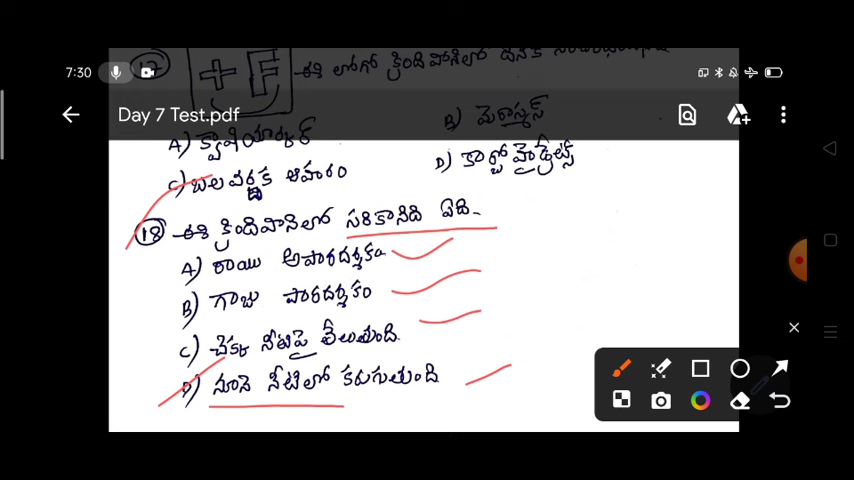 7:30
17 +F ఈ లోగో క్రిందివానిలో దేనికి
Day 7 Test.pdf
A) క్వాషియార్కర్ B) మెరాస్మస్
C) బలవర్ధక ఆహారం D) కార్బోహైడ్రేట్స్
18 ఈ క్రిందివానిలో సరికానిది ఏది.
A) రాయి అపారదర్శకం
B) గాజు పారదర్శకం
C) చెక్క నీటిపై తేలుతుంది.
D) నూనె నీటిలో కరుగుతుంది